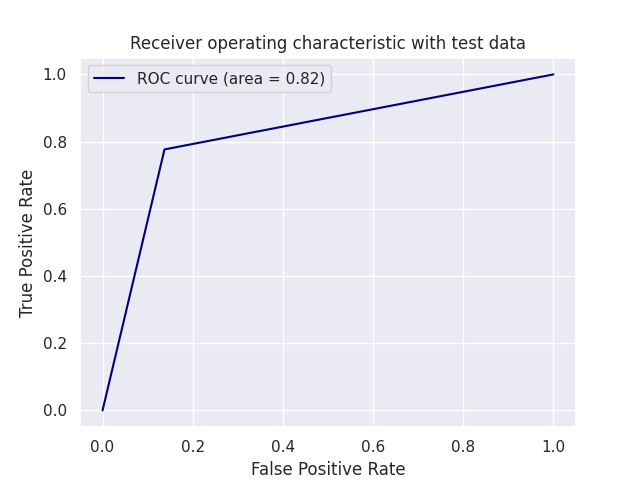 Receiver operating characteristic with test data
ROC curve (area = 0.82)
True Positive Rate
1.0
0.8
0.6
0.4
0.2
0.0
0.0 0.2 0.4 0.6 0.8 1.0
False Positive Rate